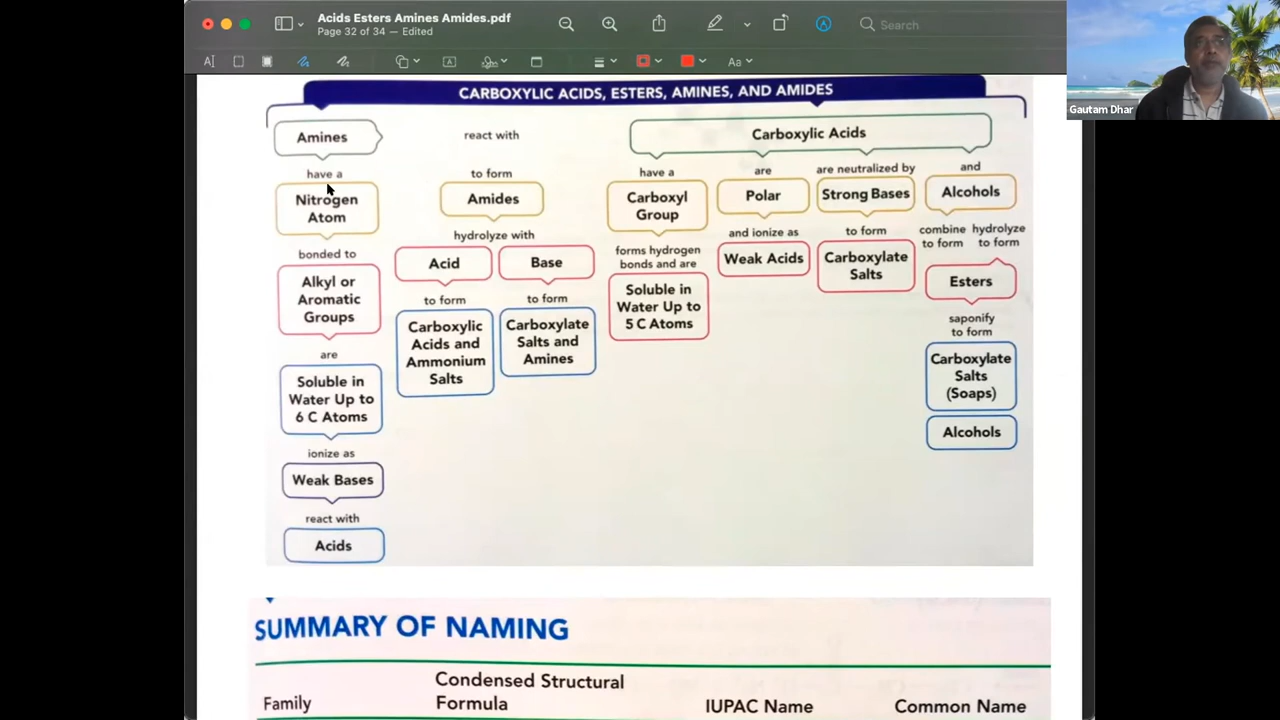 Acids Esters Amines Amides.pdf
Page 32 of 34 — Edited
Search
Aa
Gautam Dhar
CARBOXYLIC ACIDS, ESTERS, AMINES, AND AMIDES
Amines
have a
Nitrogen
Atom
bonded to
Alkyl or
Aromatic
Groups
are
Soluble in
Water Up to
6 C Atoms
ionize as
Weak Bases
react with
Acids
react with
to form
Amides
hydrolyze with
Acid
to form
Carboxylic
Acids and
Ammonium
Salts
Base
to form
Carboxylate
Salts and
Amines
Carboxylic Acids
have a
Carboxyl
Group
forms hydrogen
bonds and are
Soluble in
Water Up to
5 C Atoms
are
Polar
and ionize as
Weak Acids
are neutralized by
Strong Bases
to form
Carboxylate
Salts
and
Alcohols
combine
to form
hydrolyze
to form
Esters
saponify
to form
Carboxylate
Salts
(Soaps)
Alcohols
SUMMARY OF NAMING
Family
Condensed Structural
Formula
IUPAC Name
Common Name